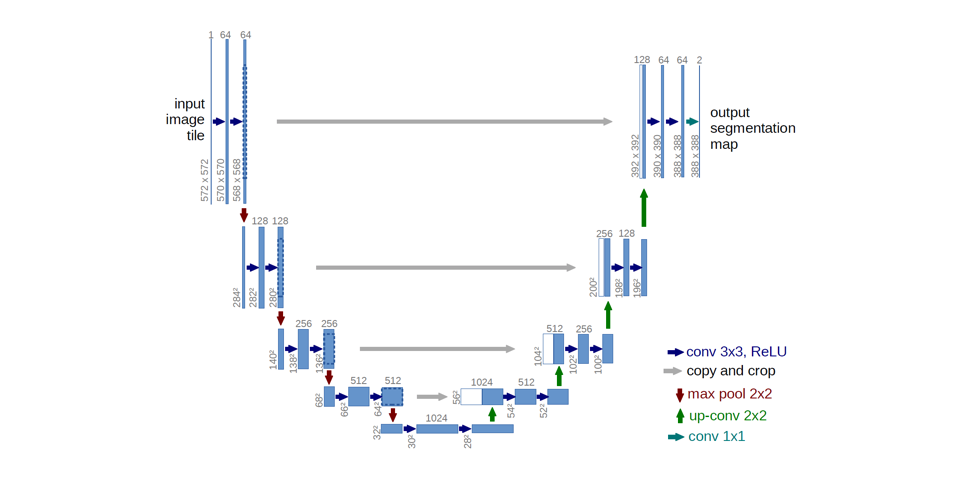 1 64 64
128 64 64 2
input
image
tile
output
segmentation
map
572 x 572
570 x 570
568 x 568
392 x 392
390 x 390
388 x 388
388 x 388
128 128
256 128
284²
282²
280²
200²
198²
196²
256 256
512 256
140²
138²
136²
104²
102²
100²
512 512
1024 512
68²
66²
64²
56²
54²
52²
1024
32²
30²
28²
conv 3x3, ReLU
copy and crop
max pool 2x2
up-conv 2x2
conv 1x1